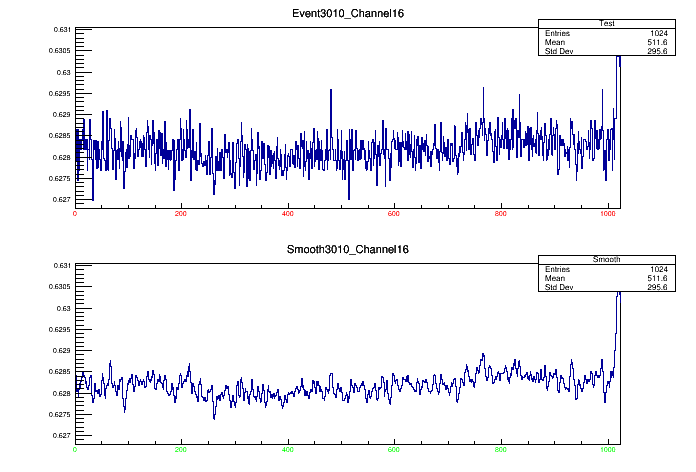 Event3010_Channel16
Test
Entries 1024
Mean 511.6
Std Dev 295.6
0.631
0.6305
0.63
0.6295
0.629
0.6285
0.628
0.6275
0.627
0 200 400 600 800 1000
Smooth3010_Channel16
Smooth
Entries 1024
Mean 511.6
Std Dev 295.6
0.631
0.6305
0.63
0.6295
0.629
0.6285
0.628
0.6275
0.627
0 200 400 600 800 1000